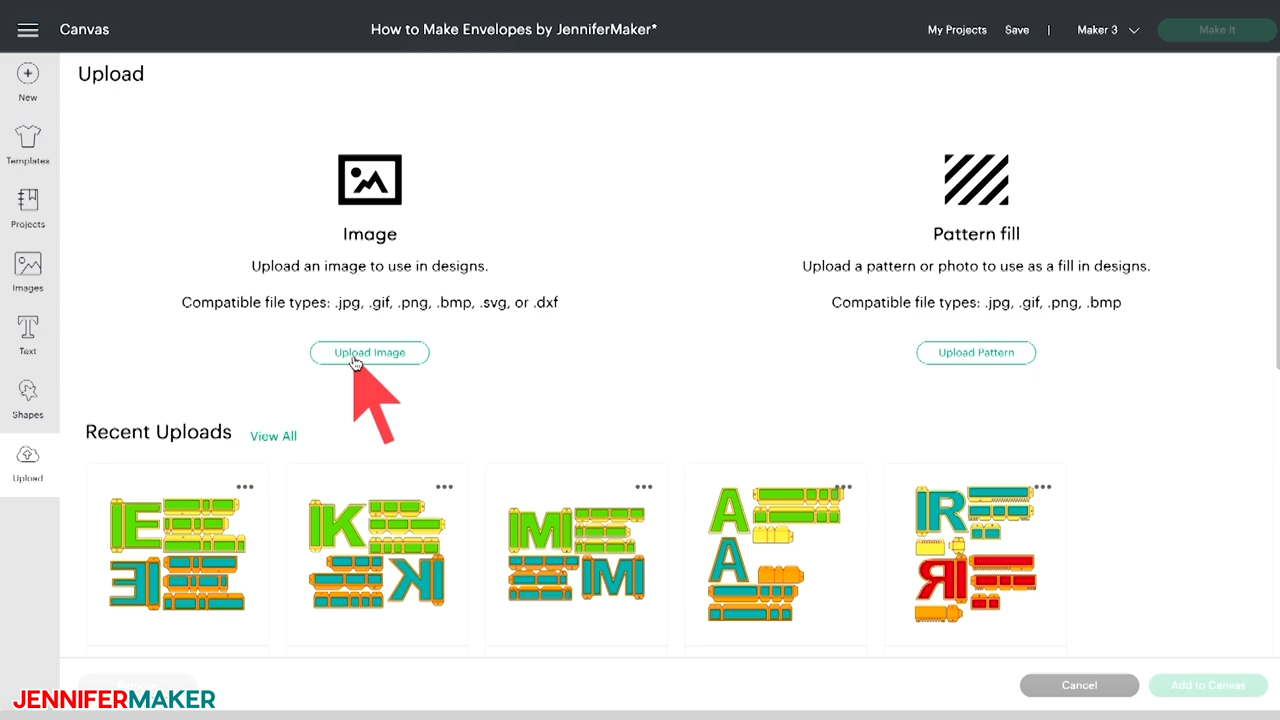 Canvas
How to Make Envelopes by JenniferMaker*
My Projects
Save
|
Maker 3
Make It
New
Templates
Projects
Images
Text
Shapes
Upload
Upload
Image
Upload an image to use in designs.
Compatible file types: .jpg, .gif, .png, .bmp, .svg, or .dxf
Upload Image
Pattern fill
Upload a pattern or photo to use as a fill in designs.
Compatible file types: .jpg, .gif, .png, .bmp
Upload Pattern
Recent Uploads
View All
Cancel
Add to Canvas
JENNIFERMAKER